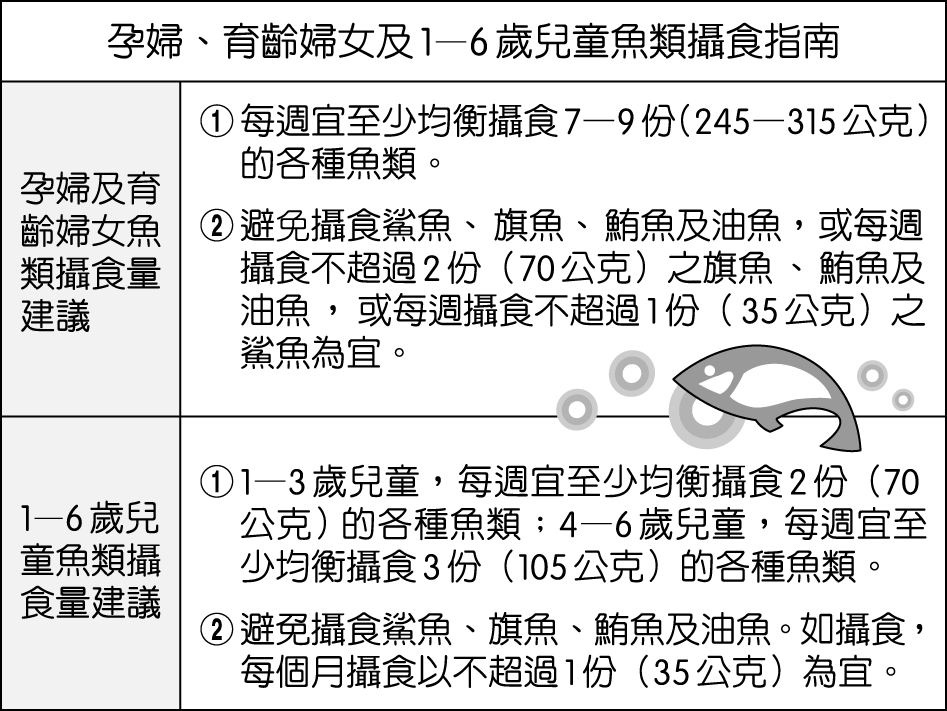 孕婦、育齡婦女及1—6歲兒童魚類攝食指南
孕婦及育
齡婦女魚
類攝食量
建議
①每週宜至少均衡攝食7—9份(245—315公克)
的各種魚類。
②避免攝食鯊魚、旗魚、鮪魚及油魚,或每週
攝食不超過2份(70公克)之旗魚、鮪魚及
油魚,或每週攝食不超過1份(35公克)之
鯊魚為宜。
1—6歲兒
童魚類攝
食量建議
①1—3歲兒童,每週宜至少均衡攝食2份(70
公克)的各種魚類;4—6歲兒童,每週宜至
少均衡攝食3份(105公克)的各種魚類。
②避免攝食鯊魚、旗魚、鮪魚及油魚。如攝食,
每個月攝食以不超過1份(35公克)為宜。